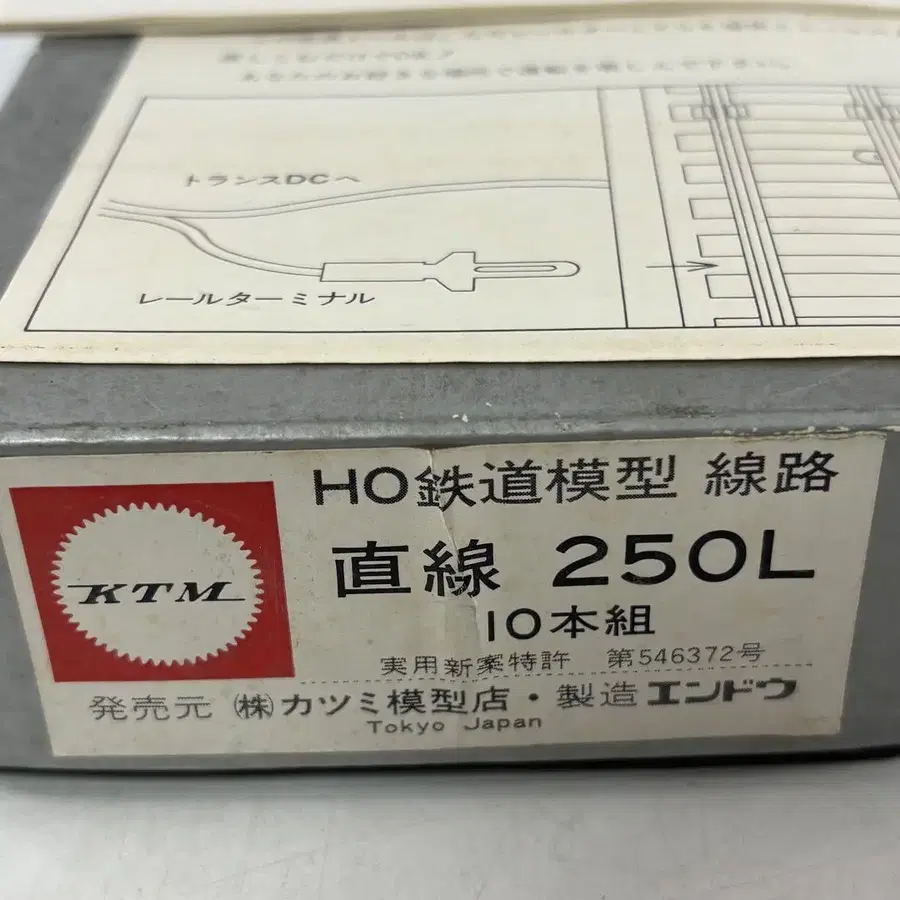 トランスDCへ
レールターミナル
KTM
HO鉄道模型 線路
直線 250L
10本組
実用新案特許 第546372号
発売元 (株)カツミ模型店・製造エンドウ
Tokyo Japan